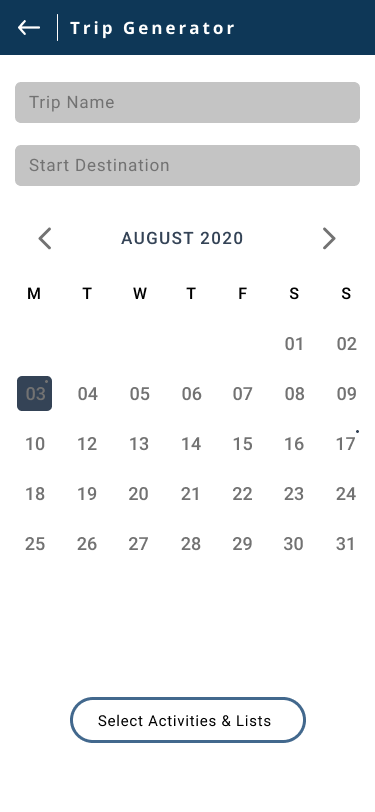 Trip Generator
Trip Name
Start Destination
AUGUST 2020
M T W T F S S
01 02
03 04 05 06 07 08 09
10 12 13 14 15 16 17
18 19 20 21 22 23 24
25 26 27 28 29 30 31
Select Activities & Lists